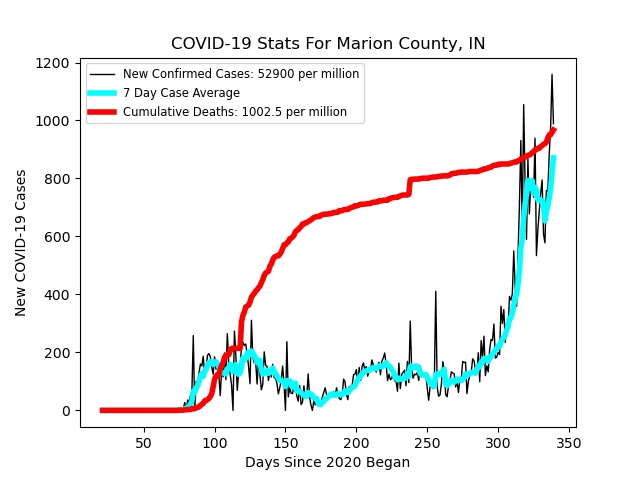 COVID-19 Stats For Marion County, IN
New Confirmed Cases: 52900 per million
7 Day Case Average
Cumulative Deaths: 1002.5 per million
New COVID-19 Cases
1200
1000
800
600
400
200
0
50
100
150
200
250
300
350
Days Since 2020 Began